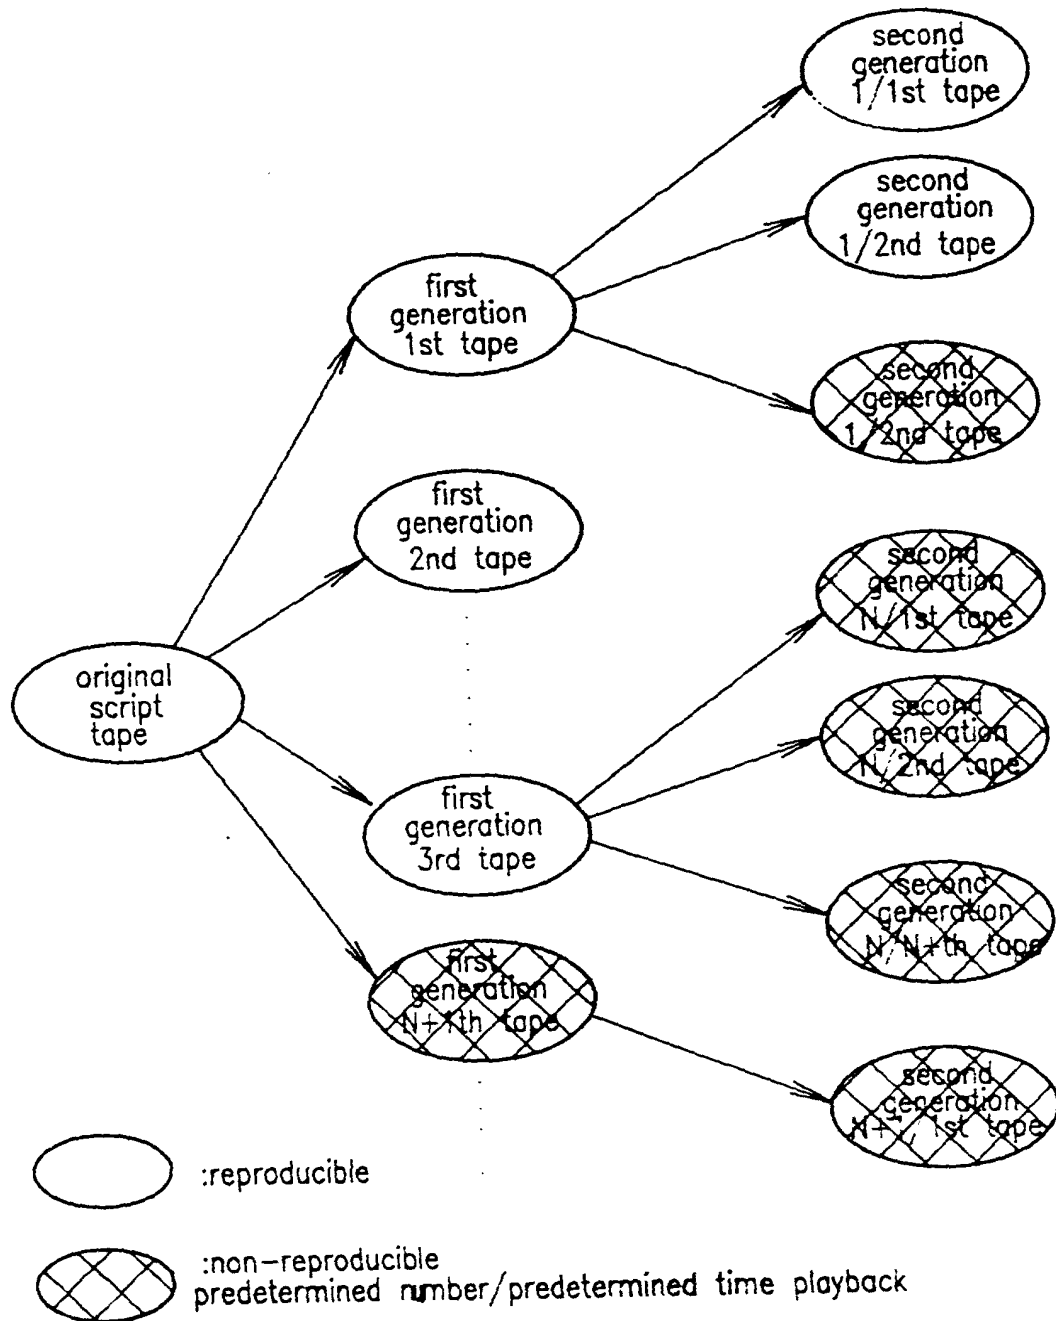 second
generation
1/1st tape
second
generation
1/2nd tape
first
generation
1st tape
second
generation
1/2nd tape
first
generation
2nd tape
second
generation
N/1st tape
original
script
tape
second
generation
N/2nd tape
first
generation
3rd tape
second
generation
N/N+th tape
first
generation
N+1th tape
second
generation
N+1/1st tape
:reproducible
:non-reproducible
predetermined number/predetermined time playback